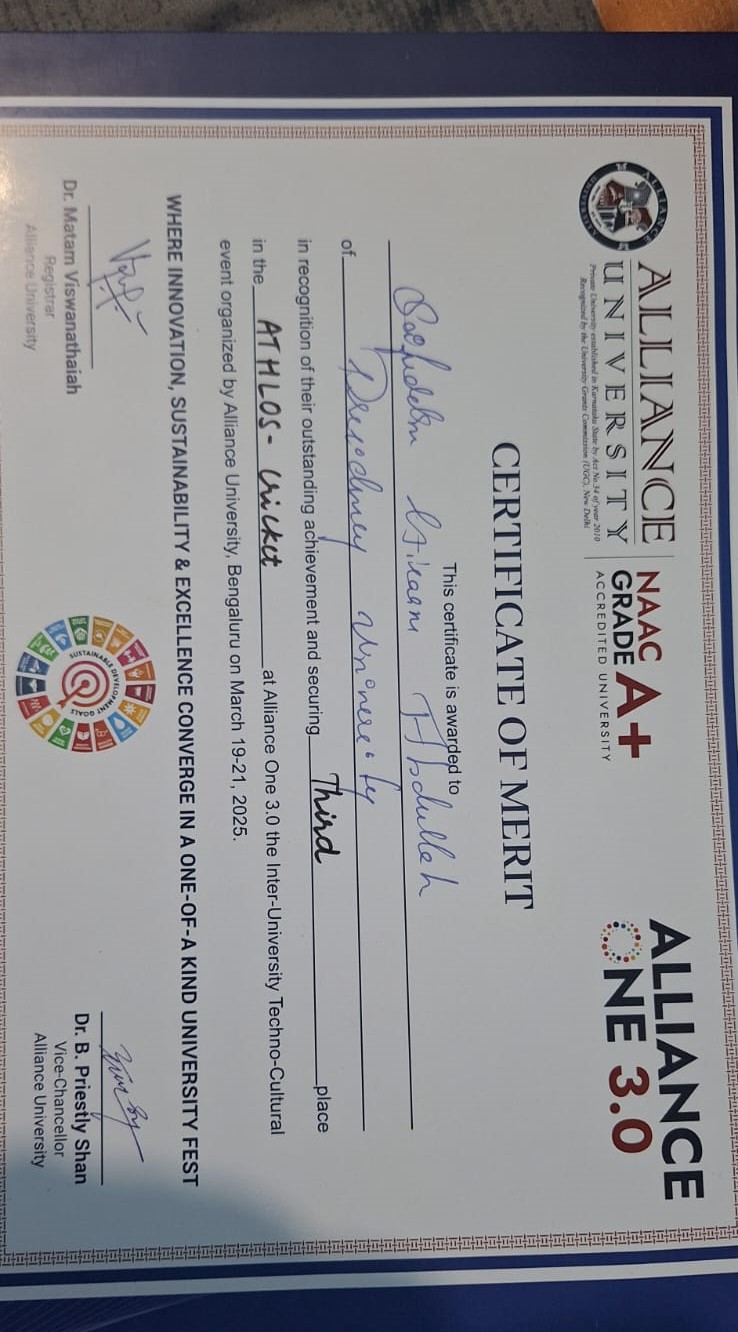 ALLIANCE
UNIVERSITY
Private University established in Karnataka State by Act No.34 of year 2010
Recognized by the University Grants Commission (UGC), New Delhi
NAAC
GRADE A+
ACCREDITED UNIVERSITY
ALLIANCE
ONE 3.0
CERTIFICATE OF MERIT
This certificate is awarded to
Abdullah
of
in recognition of their outstanding achievement and securing Third place
in the ATHLOS - Cricket at Alliance One 3.0 the Inter-University Techno-Cultural
event organized by Alliance University, Bengaluru on March 19-21, 2025.
WHERE INNOVATION, SUSTAINABILITY & EXCELLENCE CONVERGE IN A ONE-OF-A KIND UNIVERSITY FEST
Dr. Matam Viswanathaiah
Registrar
Alliance University
SUSTAINABLE DEVELOPMENT GOALS
Dr. B. Priestly Shan
Vice-Chancellor
Alliance University